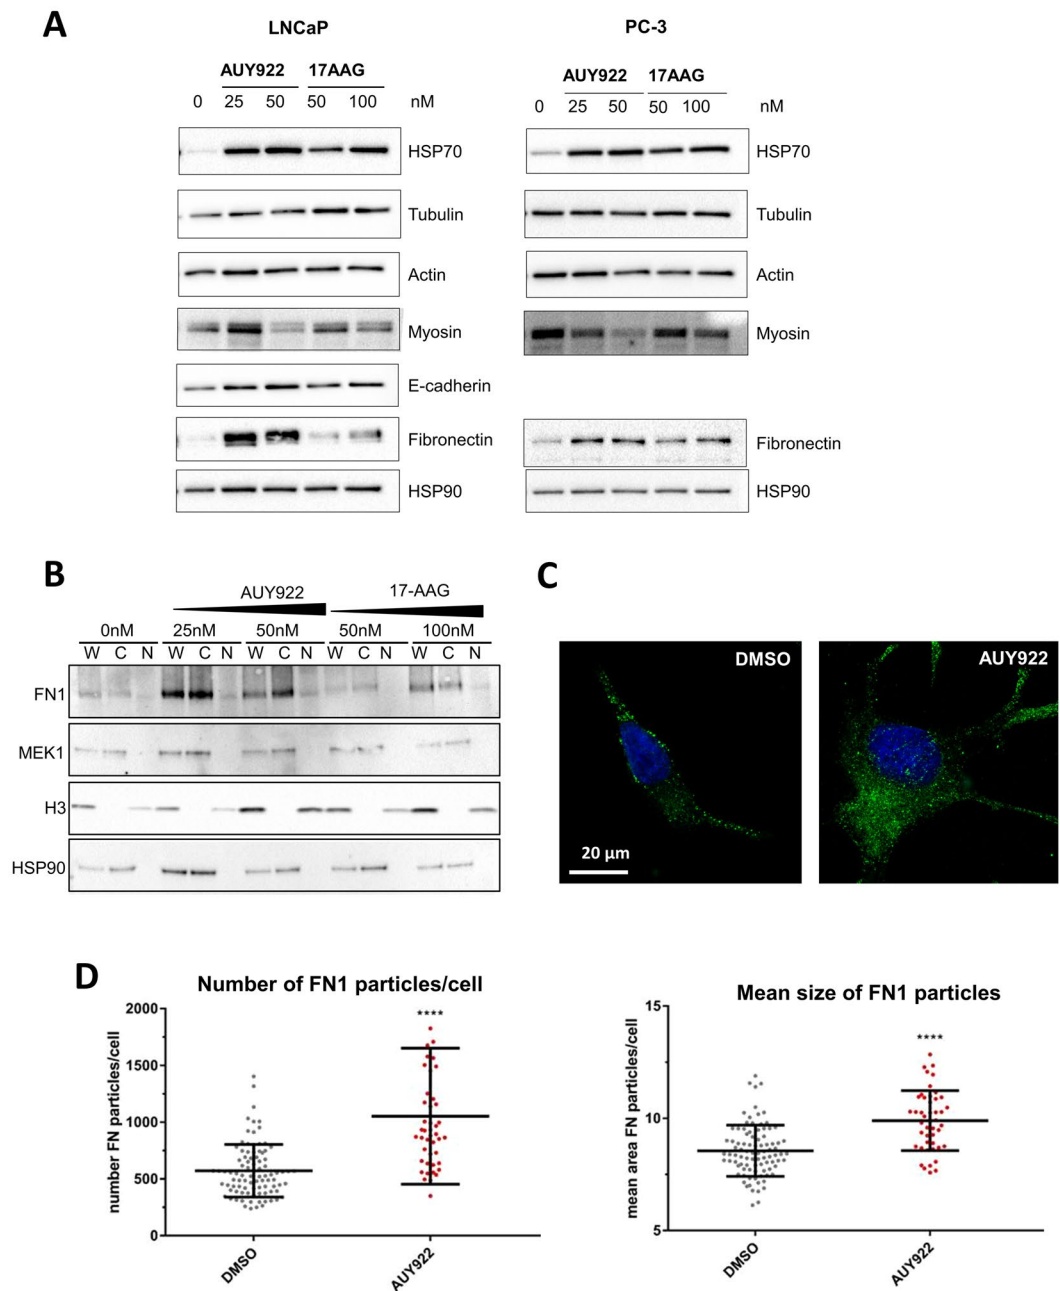 A
LNCaP
PC-3
AUY922 17AAG
AUY922 17AAG
0 25 50 50 100 nM
0 25 50 50 100 nM
HSP70
HSP70
Tubulin
Tubulin
Actin
Actin
Myosin
Myosin
E-cadherin
Fibronectin
Fibronectin
HSP90
HSP90
B
AUY922 17-AAG
0nM 25nM 50nM 50nM 100nM
W C N W C N W C N W C N W C N
FN1
MEK1
H3
HSP90
C
DMSO
AUY922
20 μm
D
Number of FN1 particles/cell
number FN particles/cell
2000
1500
1000
500
0
****
DMSO
AUY922
Mean size of FN1 particles
mean area FN particles/cell
15
10
5
****
DMSO
AUY922